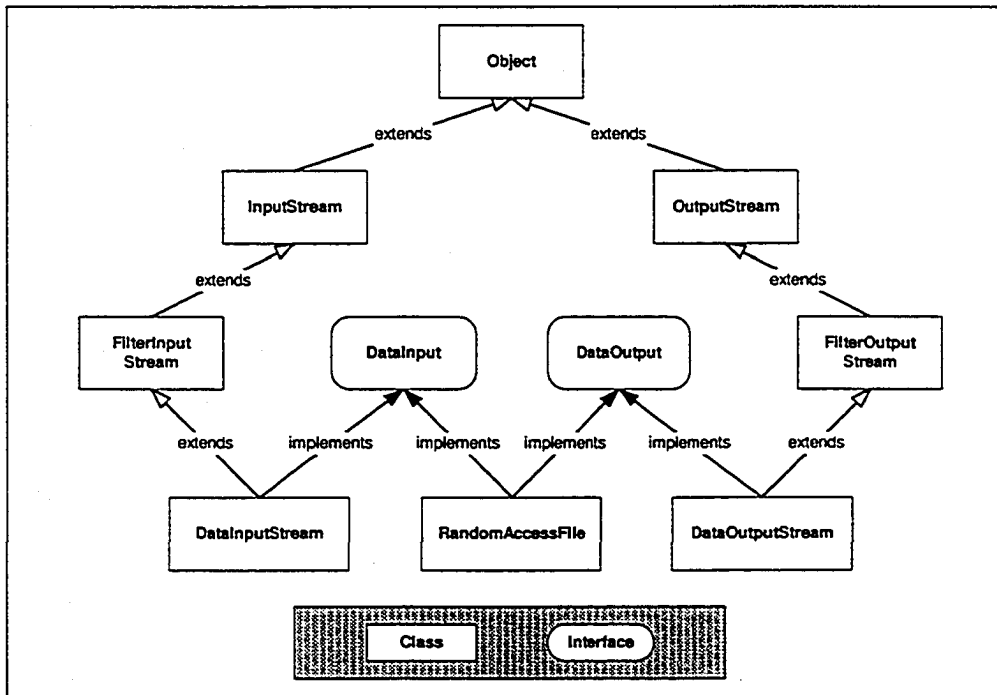 Object
extends
extends
InputStream
OutputStream
extends
extends
FilterInput
Stream
DataInput
DataOutput
FilterOutput
Stream
extends
implements
implements
implements
implements
extends
DataInputStream
RandomAccessFile
DataOutputStream
Class
Interface